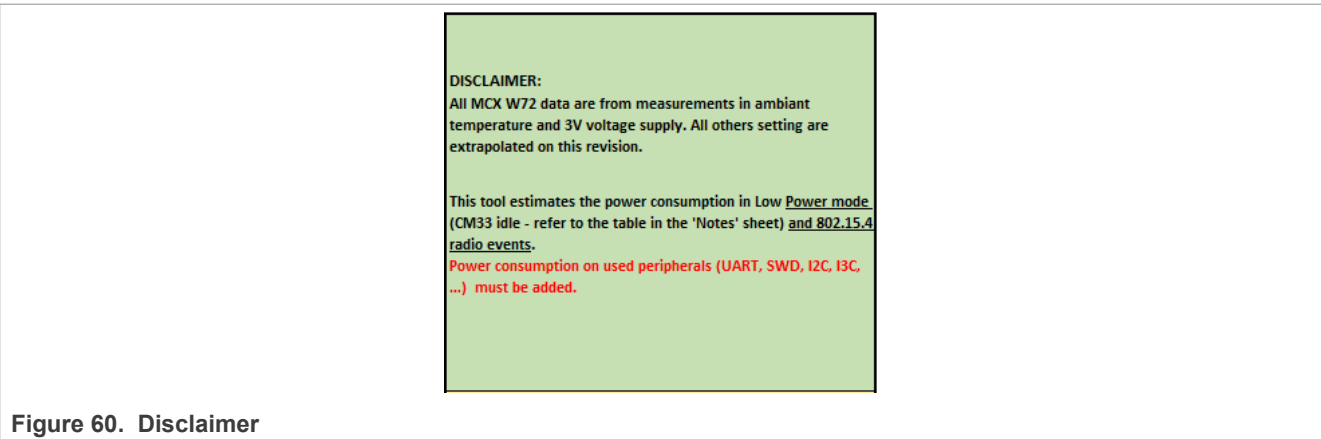 DISCLAIMER:
All MCX W72 data are from measurements in ambiant
temperature and 3V voltage supply. All others setting are
extrapolated on this revision.
This tool estimates the power consumption in Low Power mode
(CM33 idle - refer to the table in the 'Notes' sheet) and 802.15.4
radio events.
Power consumption on used peripherals (UART, SWD, I2C, I3C,
...) must be added.
Figure 60. Disclaimer